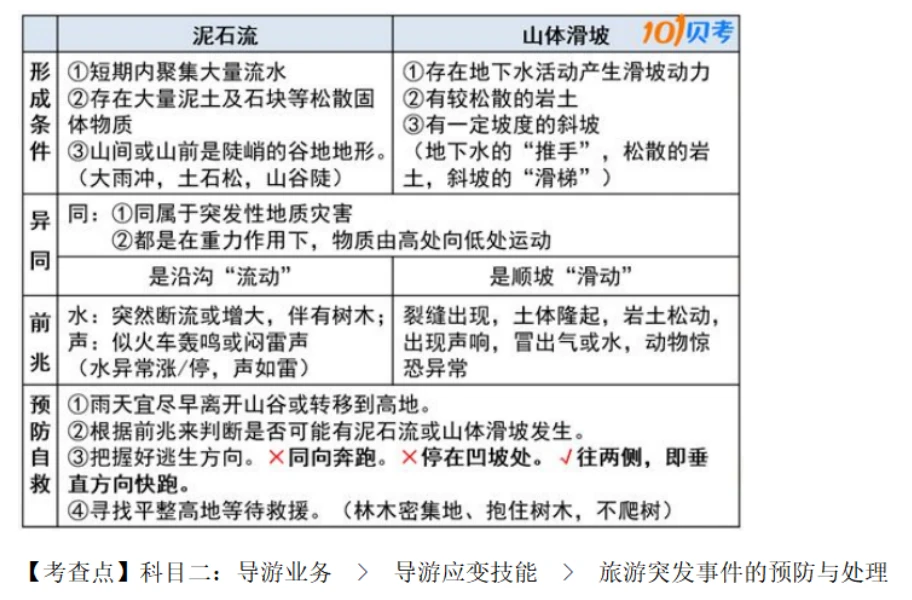 泥石流
山体滑坡
101贝考
形成条件
①短期内聚集大量流水
②存在大量泥土及石块等松散固
体物质
③山间或山前是陡峭的谷地地形。
（大雨冲，土石松，山谷陡）
①存在地下水活动产生滑坡动力
②有较松散的岩土
③有一定坡度的斜坡
（地下水的“推手”，松散的岩
土，斜坡的“滑梯”）
异同
同：①同属于突发性地质灾害
②都是在重力作用下，物质由高处向低处运动
是沿沟“流动”
是顺坡“滑动”
前兆
水：突然断流或增大，伴有树木；
声：似火车轰鸣或闷雷声
（水异常涨/停，声如雷）
裂缝出现，土体隆起，岩土松动，
出现声响，冒出气或水，动物惊
恐异常
预防自救
①雨天宜尽早离开山谷或转移到高地。
②根据前兆来判断是否可能有泥石流或山体滑坡发生。
③把握好逃生方向。×同向奔跑。×停在凹坡处。√往两侧，即垂
直方向快跑。
④寻找平整高地等待救援。（林木密集地、抱住树木，不爬树）
【考查点】科目二：导游业务 > 导游应变技能 > 旅游突发事件的预防与处理